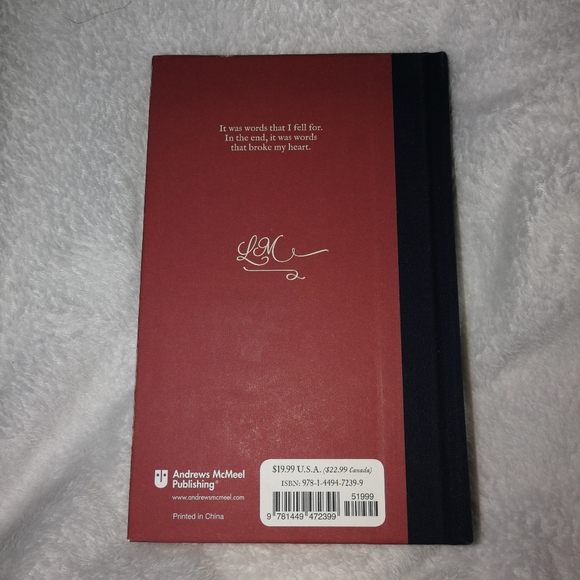 It was words that I fell for.
In the end, it was words
that broke my heart.
LM
Andrews McMeel
Publishing®
www.andrewsmcmeel.com
Printed in China
$19.99 U.S.A. ($22.99 Canada)
ISBN: 978-1-4494-7239-9
51999
9 781449 472399